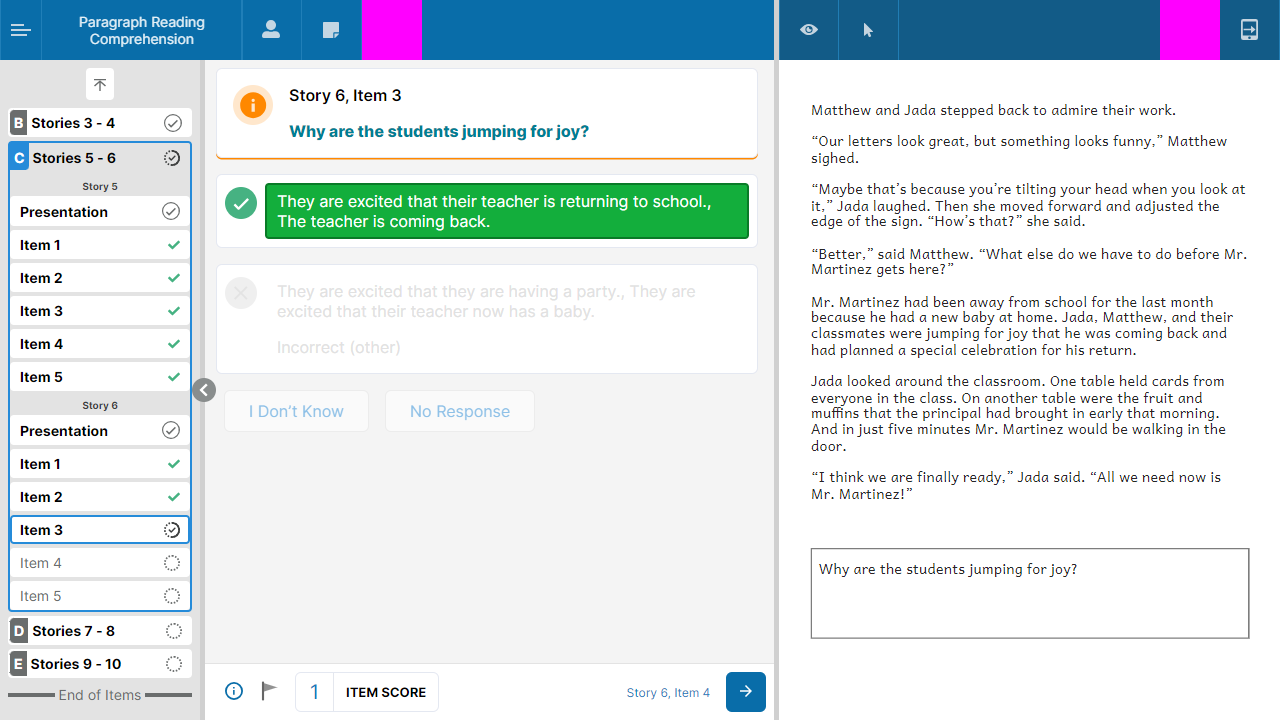 Paragraph Reading
Comprehension
B Stories 3 - 4
C Stories 5 - 6
Story 5
Presentation
Item 1
Item 2
Item 3
Item 4
Item 5
Story 6
Presentation
Item 1
Item 2
Item 3
Item 4
Item 5
D Stories 7 - 8
E Stories 9 - 10
End of Items
Story 6, Item 3
Why are the students jumping for joy?
They are excited that their teacher is returning to school.,
The teacher is coming back.
They are excited that they are having a party., They are
excited that their teacher now has a baby.
Incorrect (other)
I Don’t Know
No Response
1 ITEM SCORE
Story 6, Item 4
Matthew and Jada stepped back to admire their work.
“Our letters look great, but something looks funny,” Matthew
sighed.
“Maybe that’s because you’re tilting your head when you look at
it,” Jada laughed. Then she moved forward and adjusted the
edge of the sign. “How’s that?” she said.
“Better,” said Matthew. “What else do we have to do before Mr.
Martinez gets here?”
Mr. Martinez had been away from school for the last month
because he had a new baby at home. Jada, Matthew, and their
classmates were jumping for joy that he was coming back and
had planned a special celebration for his return.
Jada looked around the classroom. One table held cards from
everyone in the class. On another table were the fruit and
muffins that the principal had brought in early that morning.
And in just five minutes Mr. Martinez would be walking in the
door.
“I think we are finally ready,” Jada said. “All we need now is
Mr. Martinez!”
Why are the students jumping for joy?